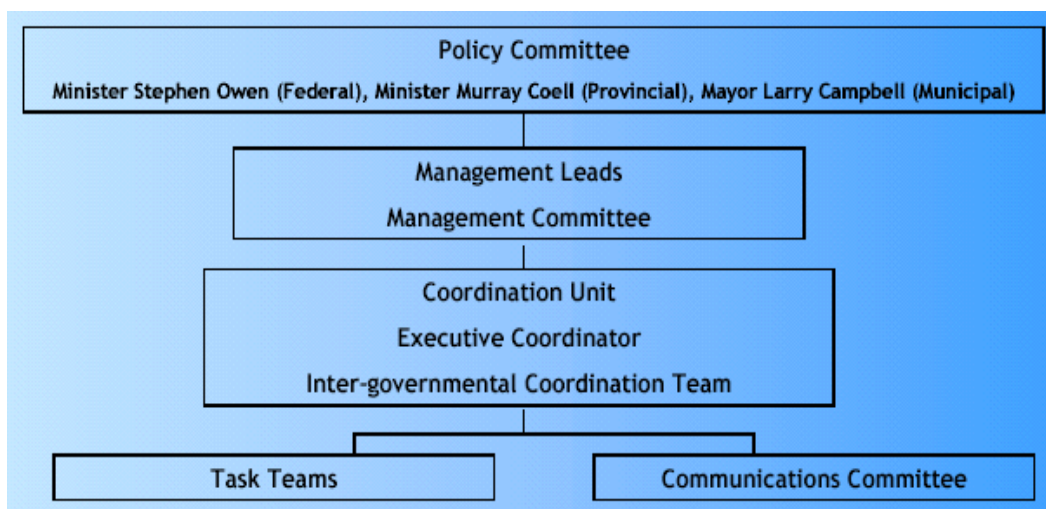 Policy Committee
Minister Stephen Owen (Federal), Minister Murray Coell (Provincial), Mayor Larry Campbell (Municipal)
Management Leads
Management Committee
Coordination Unit
Executive Coordinator
Inter-governmental Coordination Team
Task Teams
Communications Committee